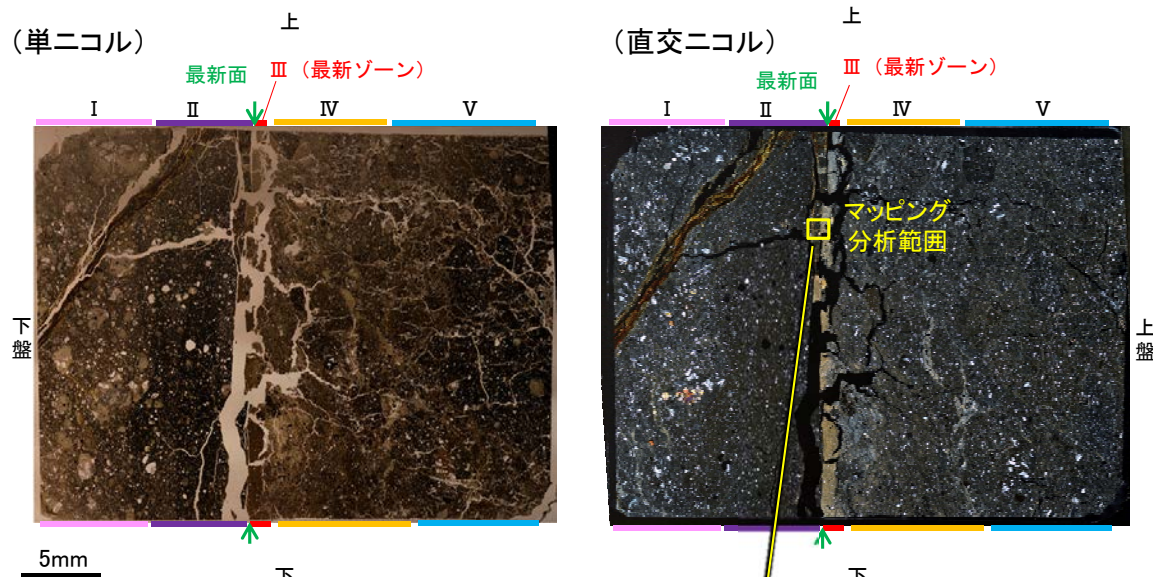 上
上
(単ニコル)
(直交ニコル)
最新面
Ⅲ(最新ゾーン)
最新面
Ⅲ(最新ゾーン)
Ⅰ
Ⅱ
Ⅳ
Ⅴ
Ⅰ
Ⅱ
Ⅳ
Ⅴ
マッピング
分析範囲
下盤
上盤
5mm
下
下